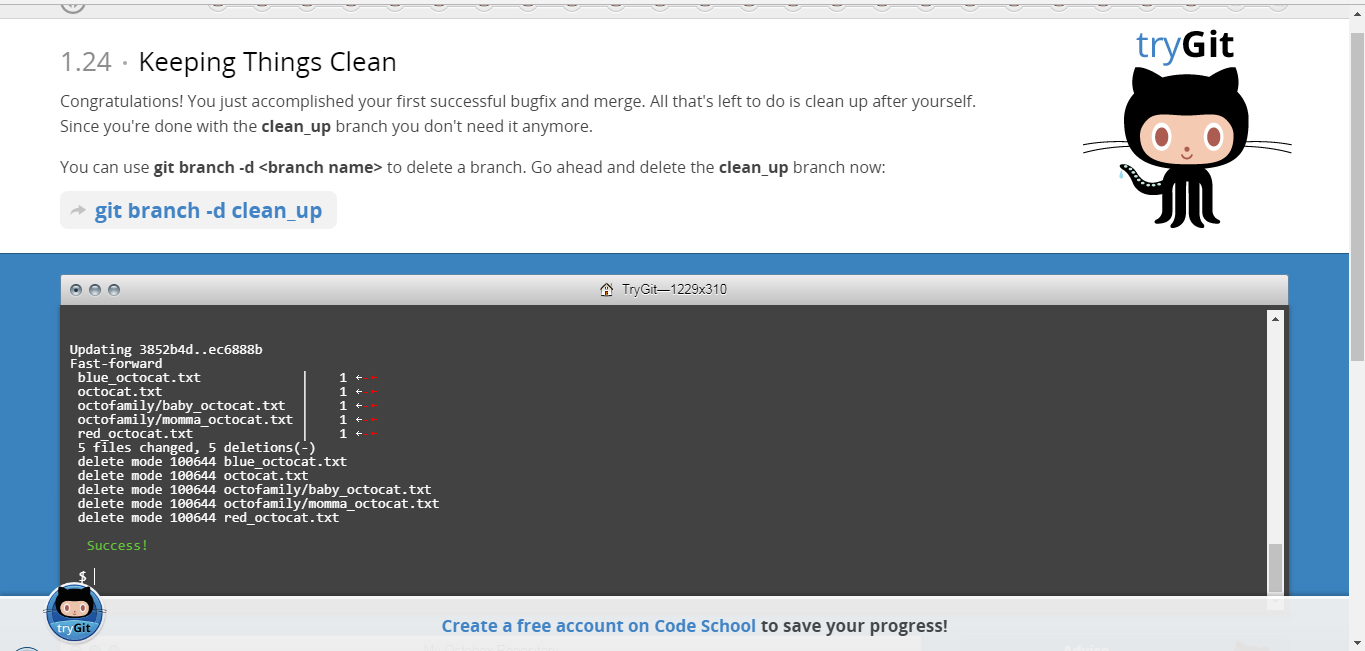 tryGit
1.24 · Keeping Things Clean
Congratulations! You just accomplished your first successful bugfix and merge. All that's left to do is clean up after yourself.
Since you're done with the clean_up branch you don't need it anymore.
You can use git branch -d <branch name> to delete a branch. Go ahead and delete the clean_up branch now:
git branch -d clean_up
TryGit—1229x310
Updating 3852b4d..ec6888b
Fast-forward
blue_octocat.txt | 1 ←-
octocat.txt | 1 ←-
octofamily/baby_octocat.txt | 1 ←-
octofamily/momma_octocat.txt | 1 ←-
red_octocat.txt | 1 ←-
5 files changed, 5 deletions(-)
delete mode 100644 blue_octocat.txt
delete mode 100644 octocat.txt
delete mode 100644 octofamily/baby_octocat.txt
delete mode 100644 octofamily/momma_octocat.txt
delete mode 100644 red_octocat.txt
Success!
$
tryGit
Create a free account on Code School to save your progress!